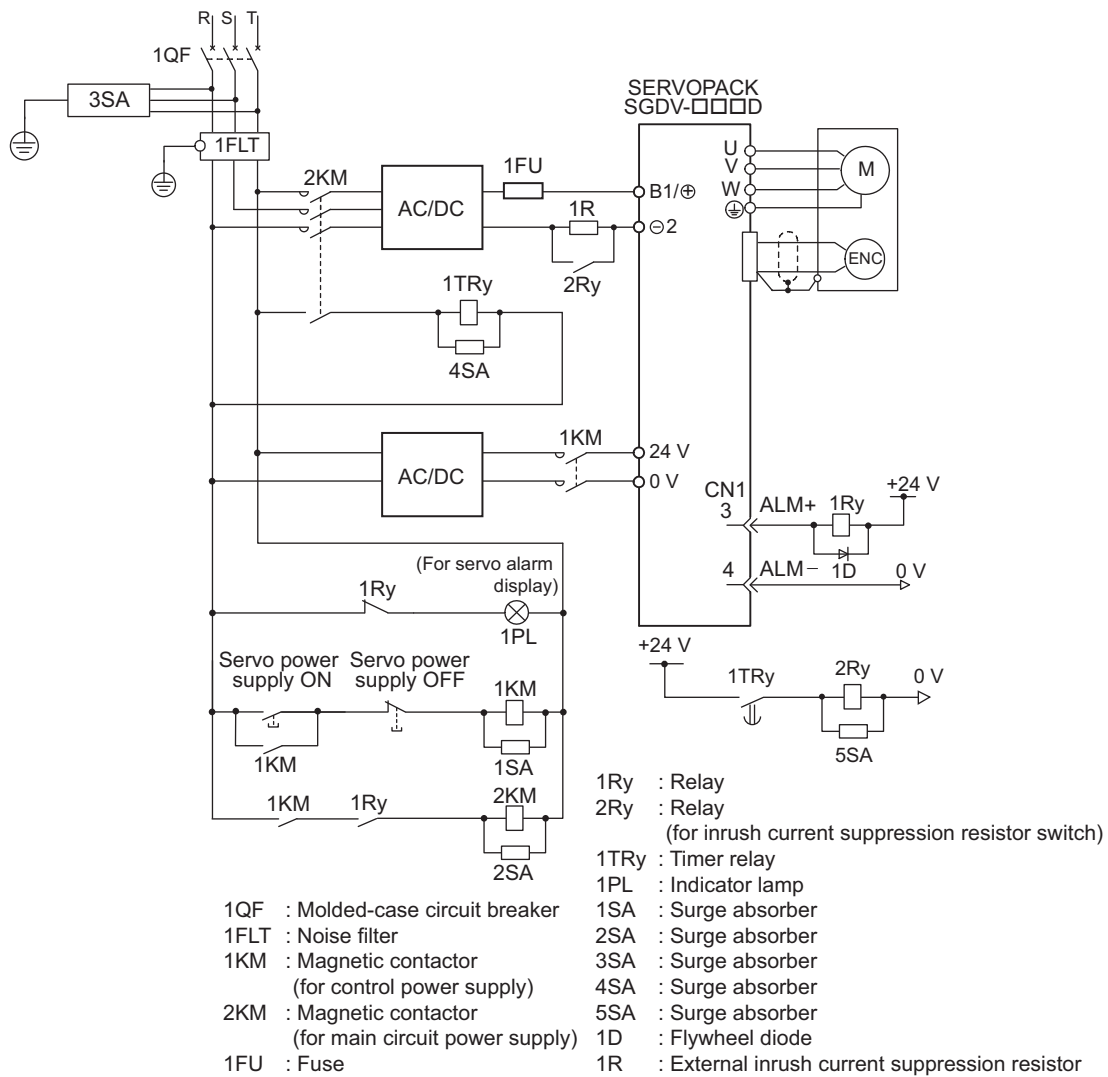 R S T
1QF
3SA
1FLT
SERVOPACK
SGDV-□□□D
2KM
AC/DC
1FU
B1/⊕
1R
⊖2
2Ry
U
V
W
M
ENC
1TRy
4SA
AC/DC
1KM
24 V
0 V
CN1
3
ALM+
1Ry
+24 V
1D
4
ALM−
0 V
(For servo alarm
display)
1Ry
1PL
Servo power
supply ON
Servo power
supply OFF
1KM
1KM
1SA
+24 V
1TRy
2Ry
0 V
5SA
1KM
1Ry
2KM
2SA
1QF : Molded-case circuit breaker
1FLT : Noise filter
1KM : Magnetic contactor
(for control power supply)
2KM : Magnetic contactor
(for main circuit power supply)
1FU : Fuse
1Ry : Relay
2Ry : Relay
(for inrush current suppression resistor switch)
1TRy : Timer relay
1PL : Indicator lamp
1SA : Surge absorber
2SA : Surge absorber
3SA : Surge absorber
4SA : Surge absorber
5SA : Surge absorber
1D : Flywheel diode
1R : External inrush current suppression resistor